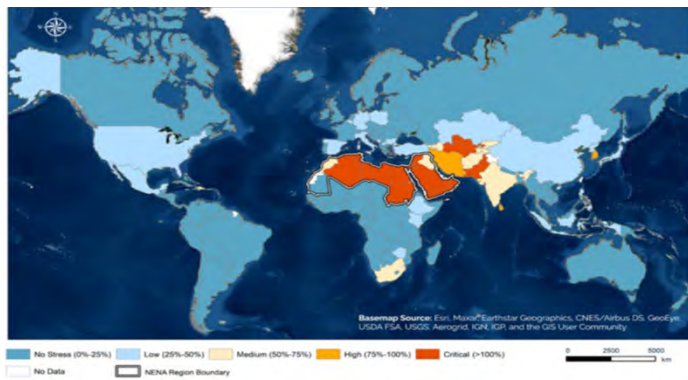 Basemap Source: Esri, Maxar, Earthstar Geographics, CNES/Airbus DS, GeoEye,
USDA FSA, USGS, Aerogrid, IGN, IGP, and the GIS User Community
No Stress (0%-25%) Low (25%-50%) Medium (50%-75%) High (75%-100%) Critical (>100%)
No Data NENA Region Boundary
0 2500 5000
km